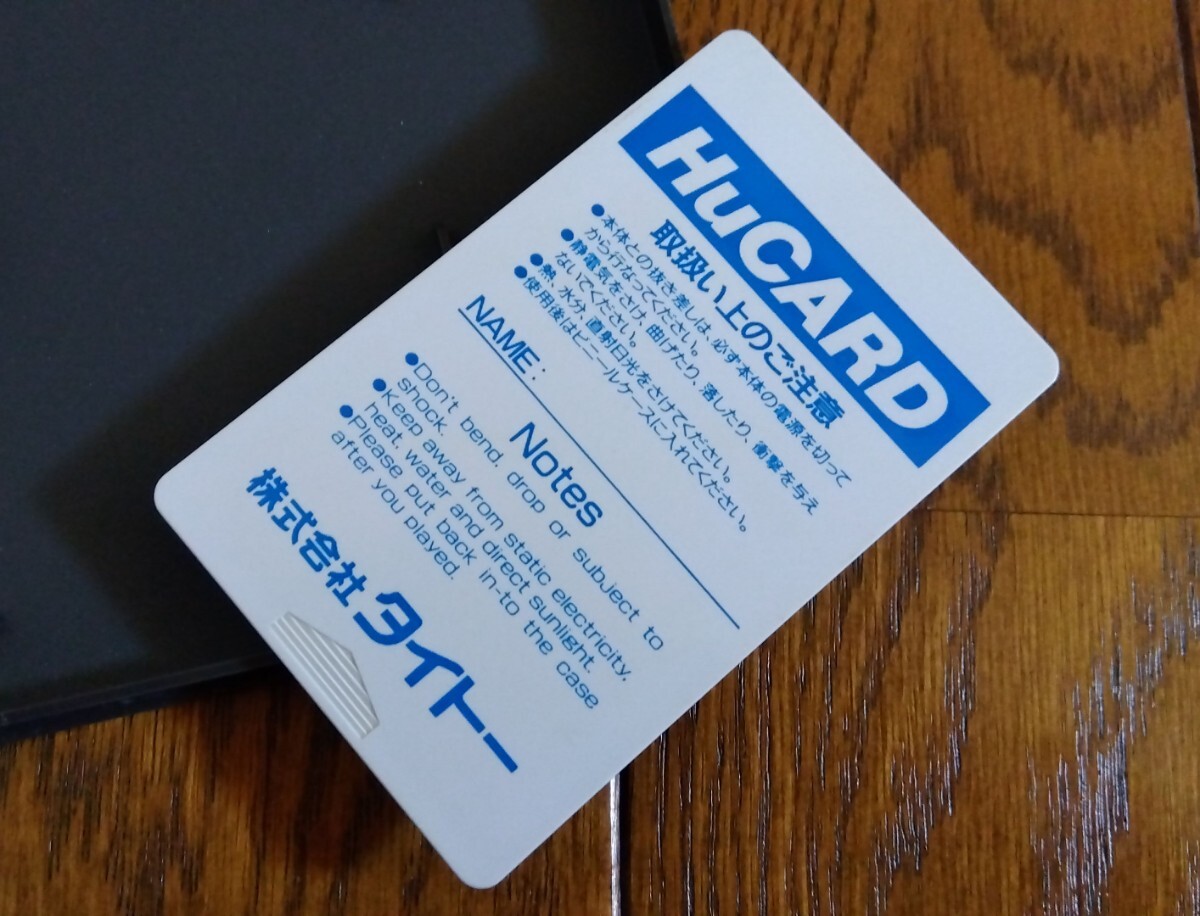 HuCARD
取扱い上のご注意
●本体との抜き差しは、必ず本体の電源を切って
から行なってください。
●静電気をさけ、曲げたり、落したり、衝撃を与え
ないでください。
●熱、水分、直射日光をさけてください。
●使用後はビニールケースに入れてください。
NAME:
Notes
●Don't bend, drop or subject to
shock.
●Keep away from static electricity,
heat, water and direct sunlight.
●Please put back in-to the case
after you played.
株式会社タイトー